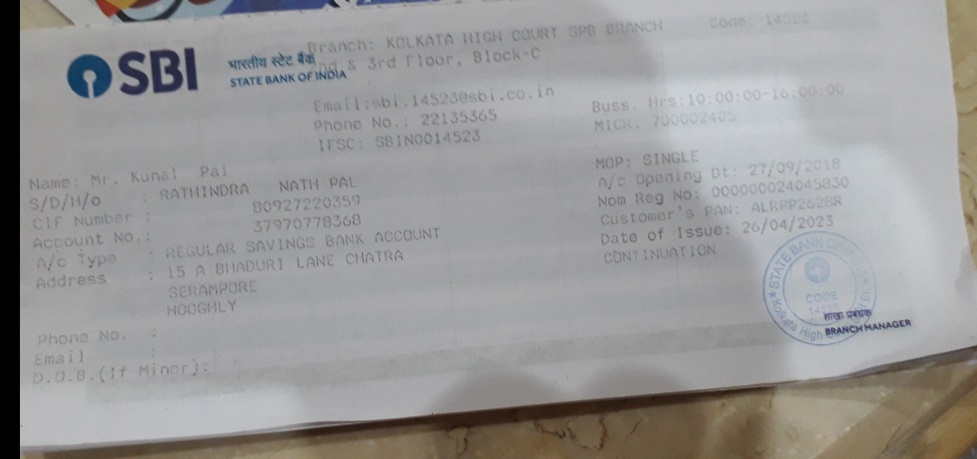 SBI
भारतीय स्टेट बैंक
STATE BANK OF INDIA
Branch: KOLKATA HIGH COURT SPB BRANCH Code: 14523
& 3rd Floor, Block-C
Email:sbi.14523@sbi.co.in
Phone No.: 22135365
IFSC: SBIN0014523
Buss. Hrs:10:00:00-16:00:00
MICR: 700002405
Name: Mr. Kunal Pal
S/D/H/o : RATHINDRA NATH PAL
CIF Number : 80927220359
Account No.: 37970778368
A/c Type : REGULAR SAVINGS BANK ACCOUNT
Address : 15 A BHADURI LANE CHATRA
SERAMPORE
HOOGHLY
Phone No. :
Email :
D.O.B.(If Minor):
MOP: SINGLE
A/c Opening Dt: 27/09/2018
Nom Reg No: 000000024045830
Customer's PAN: ALRPP2628R
Date of Issue: 26/04/2023
CONTINUATION
STATE BANK OF
CODE
Kolkata High
शाखा प्रबंधक
BRANCH MANAGER